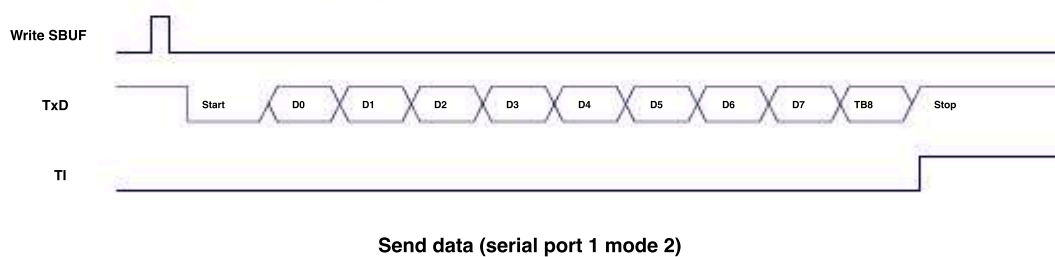 Write SBUF
TxD Start D0 D1 D2 D3 D4 D5 D6 D7 TB8 Stop
TI
Send data (serial port 1 mode 2)